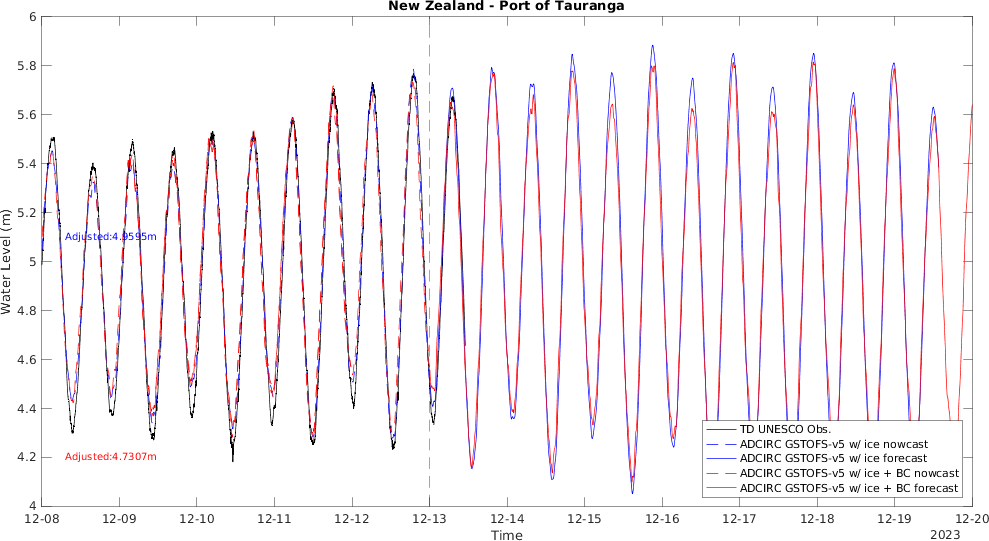 New Zealand - Port of Tauranga
6
5.8
5.6
5.4
5.2
5
4.8
4.6
4.4
4.2
4
Water Level (m)
Adjusted:4.9595m
Adjusted:4.7307m
TD UNESCO Obs.
ADCIRC GSTOFS-v5 w/ ice nowcast
ADCIRC GSTOFS-v5 w/ ice forecast
ADCIRC GSTOFS-v5 w/ ice + BC nowcast
ADCIRC GSTOFS-v5 w/ ice + BC forecast
12-08 12-09 12-10 12-11 12-12 12-13 12-14 12-15 12-16 12-17 12-18 12-19 12-20
Time
2023